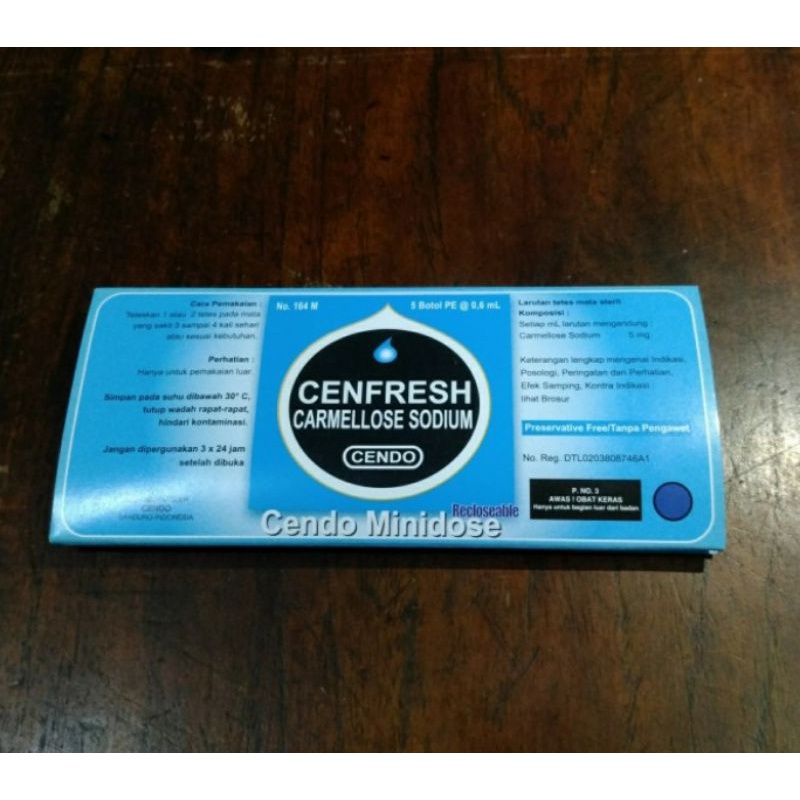 Cara Pemakaian :
Teteskan 1 atau 2 tetes pada mata
yang sakit 3 sampai 4 kali sehari
atau sesuai kebutuhan.
Perhatian :
Hanya untuk pemakaian luar.
Simpan pada suhu dibawah 30° C,
tutup wadah rapat-rapat,
hindari kontaminasi.
Jangan dipergunakan 3 x 24 jam
setelah dibuka
CENDO
BANDUNG-INDONESIA
No. 164 M
5 Botol PE @ 0,6 mL
CENFRESH
CARMELLOSE SODIUM
CENDO
Recloseable
Cendo Minidose
Larutan tetes mata steril
Komposisi :
Setiap mL larutan mengandung :
Carmellose Sodium 5 mg
Keterangan lengkap mengenai Indikasi,
Posologi, Peringatan dan Perhatian,
Efek Samping, Kontra Indikasi
lihat Brosur
Preservative Free/Tanpa Pengawet
No. Reg. DTL0203808746A1
P. NO. 3
AWAS ! OBAT KERAS
Hanya untuk bagian luar dari badan